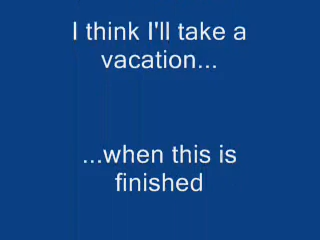 I think I'll take a
vacation...
...when this is
finished